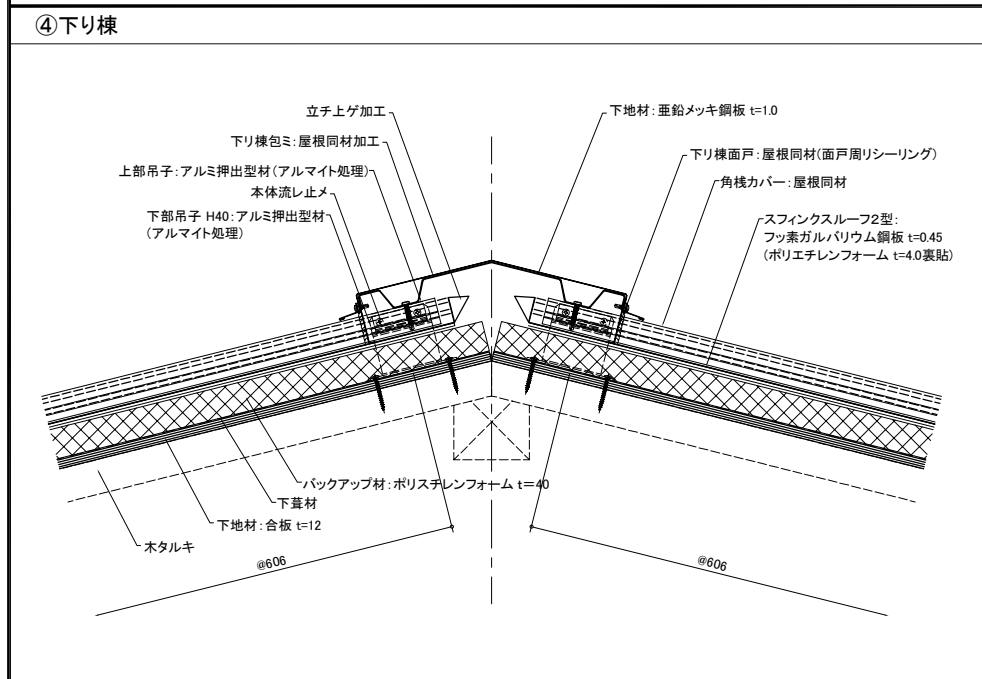 ④下り棟
立チ上ゲ加工
下リ棟包ミ:屋根同材加工
上部吊子:アルミ押出型材(アルマイト処理)
本体流レ止メ
下部吊子 H40:アルミ押出型材
(アルマイト処理)
下地材:亜鉛メッキ鋼板 t=1.0
下リ棟面戸:屋根同材(面戸周リシーリング)
角桟カバー:屋根同材
スフィンクスルーフ2型:
フッ素ガルバリウム鋼板 t=0.45
(ポリエチレンフォーム t=4.0裏貼)
バックアップ材:ポリスチレンフォーム t=40
下葺材
下地材:合板 t=12
木タルキ
@606
@606